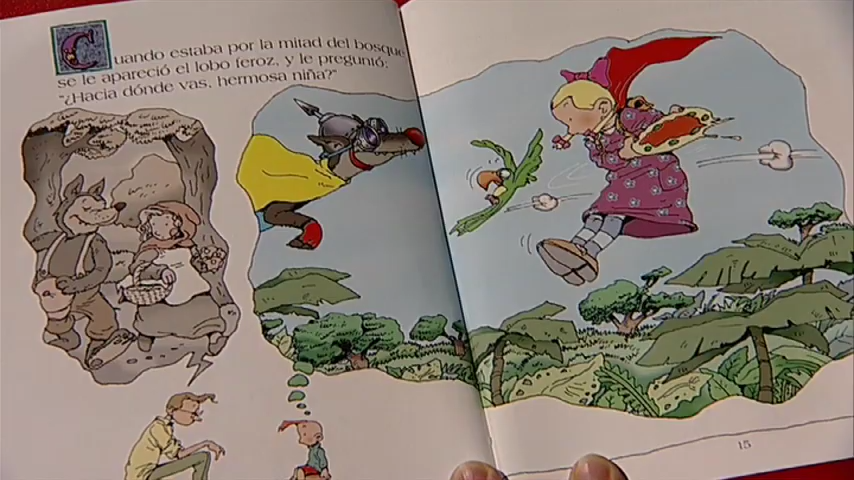 Cuando estaba por la mitad del bosque
se le apareció el lobo feroz, y le preguntó:
"¿Hacia dónde vas, hermosa niña?"
15